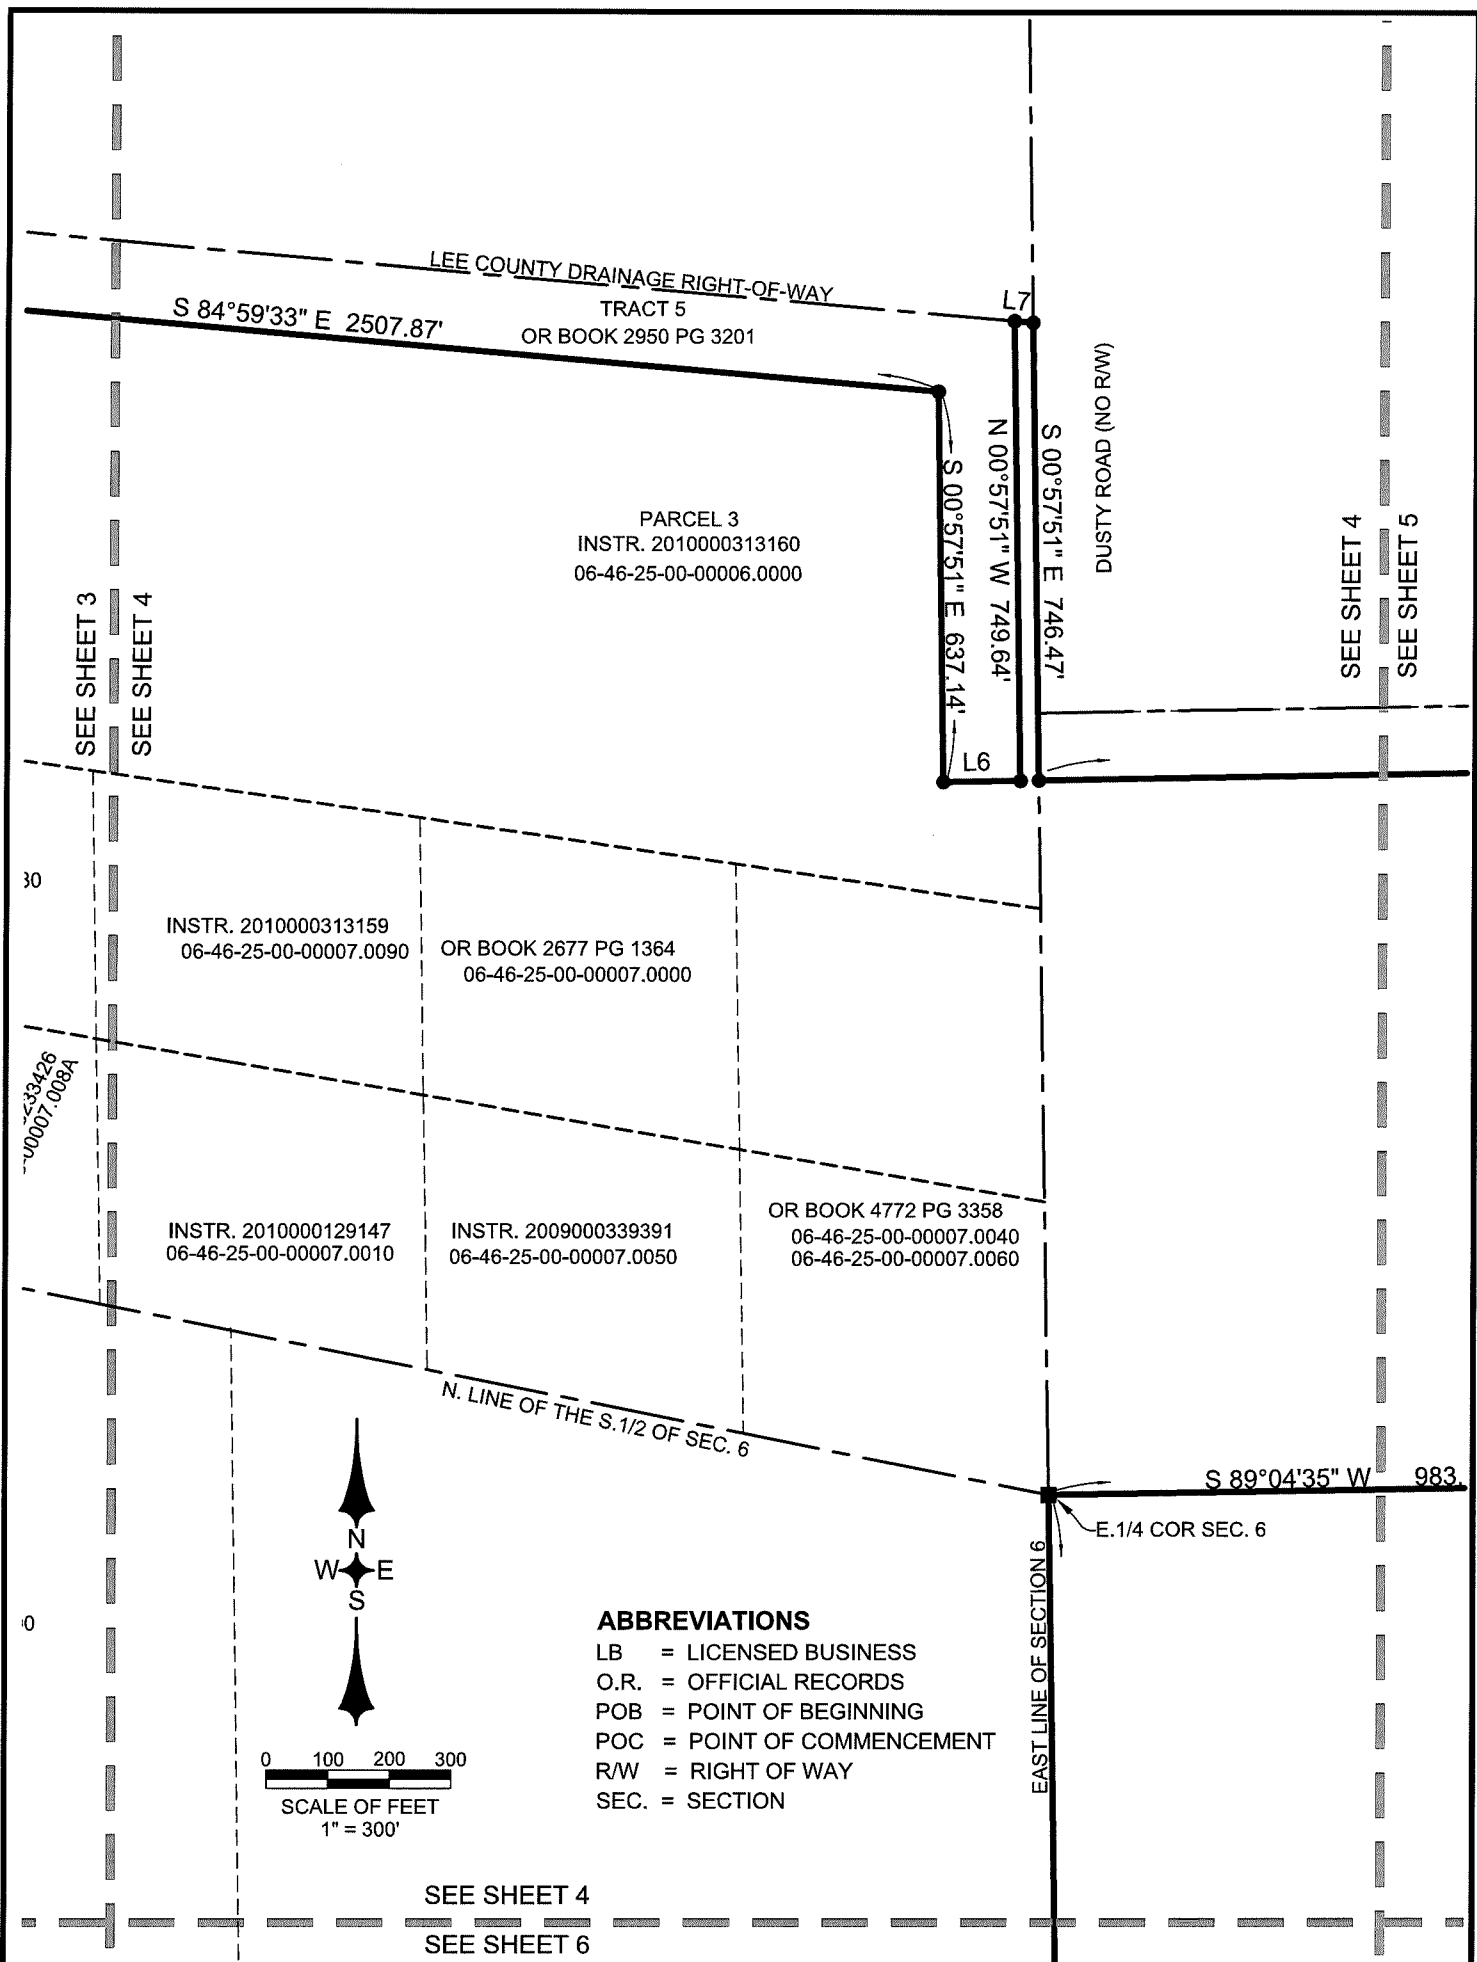 LEE COUNTY DRAINAGE RIGHT-OF-WAY
TRACT 5
OR BOOK 2950 PG 3201
S 84°59'33" E 2507.87'
L7
DUSTY ROAD (NO R/W)
S 00°57'51" E 746.47'
N 00°57'51" W 749.64'
S 00°57'51" E 637.14'
L6
PARCEL 3
INSTR. 2010000313160
06-46-25-00-00006.0000
SEE SHEET 3
SEE SHEET 4
SEE SHEET 4
SEE SHEET 5
INSTR. 2010000313159
06-46-25-00-00007.0090
OR BOOK 2677 PG 1364
06-46-25-00-00007.0000
INSTR. 2010000129147
06-46-25-00-00007.0010
INSTR. 2009000339391
06-46-25-00-00007.0050
OR BOOK 4772 PG 3358
06-46-25-00-00007.0040
06-46-25-00-00007.0060
N. LINE OF THE S.1/2 OF SEC. 6
S 89°04'35" W 983.
E.1/4 COR SEC. 6
EAST LINE OF SECTION 6
N
W E
S
0 100 200 300
SCALE OF FEET
1" = 300'
ABBREVIATIONS
LB = LICENSED BUSINESS
O.R. = OFFICIAL RECORDS
POB = POINT OF BEGINNING
POC = POINT OF COMMENCEMENT
R/W = RIGHT OF WAY
SEC. = SECTION
SEE SHEET 4
SEE SHEET 6